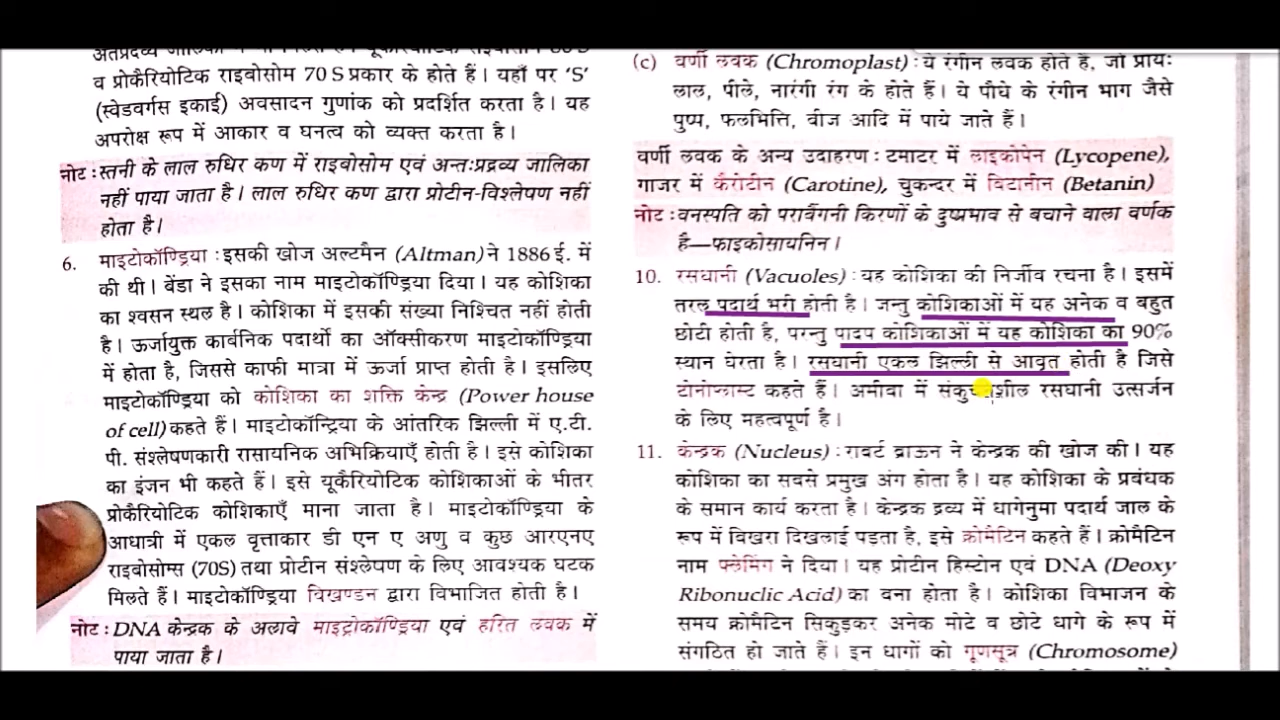 व प्रोकैरियोटिक राइबोसोम 70 S प्रकार के होते हैं। यहाँ पर ‘S’
(स्वेडवर्गस इकाई) अवसादन गुणांक को प्रदर्शित करता है। यह
अपरोक्ष रूप में आकार व घनत्व को व्यक्त करता है।
नोट : स्तनी के लाल रुधिर कण में राइबोसोम एवं अन्तःप्रद्रव्य जालिका
नहीं पाया जाता है। लाल रुधिर कण द्वारा प्रोटीन-विश्लेषण नहीं
होता है।
6. माइटोकॉण्ड्रिया : इसकी खोज अल्टमैन (Altman) ने 1886 ई. में
की थी। बेंडा ने इसका नाम माइटोकॉण्ड्रिया दिया। यह कोशिका
का श्वसन स्थल है। कोशिका में इसकी संख्या निश्चित नहीं होती
है। ऊर्जायुक्त कार्बनिक पदार्थों का ऑक्सीकरण माइटोकॉण्ड्रिया
में होता है, जिससे काफी मात्रा में ऊर्जा प्राप्त होती है। इसलिए
माइटोकॉण्ड्रिया को कोशिका का शक्ति केन्द्र (Power house
of cell) कहते हैं। माइटोकॉन्ड्रिया के आंतरिक झिल्ली में ए.टी.
पी. संश्लेषणकारी रासायनिक अभिक्रियाएँ होती है। इसे कोशिका
का इंजन भी कहते हैं। इसे यूकैरियोटिक कोशिकाओं के भीतर
प्रोकैरियोटिक कोशिकाएँ माना जाता है। माइटोकॉण्ड्रिया के
आधात्री में एकल वृत्ताकार डी एन ए अणु व कुछ आरएनए
राइबोसोम्स (70S) तथा प्रोटीन संश्लेषण के लिए आवश्यक घटक
मिलते हैं। माइटोकॉण्ड्रिया विखण्डन द्वारा विभाजित होती है।
नोट : DNA केन्द्रक के अलावे माइट्रोकॉण्ड्रिया एवं हरित लवक में
पाया जाता है।
(c) वर्णी लवक (Chromoplast) : ये रंगीन लवक होते हैं, जो प्रायः
लाल, पीले, नारंगी रंग के होते हैं। ये पौघे के रंगीन भाग जैसे
पुष्प, फलभित्ति, बीज आदि में पाये जाते हैं।
वर्णी लवक के अन्य उदाहरण : टमाटर में लाइकोपेन (Lycopene),
गाजर में कैरोटीन (Carotine), चुकन्दर में विटानीन (Betanin)
नोट : वनस्पति को पराबैंगनी किरणों के दुष्प्रभाव से बचाने वाला वर्णक
है—फाइकोसायनिन।
10. रसधानी (Vacuoles) : यह कोशिका की निर्जीव रचना है। इसमें
तरल पदार्थ भरी होती है। जन्तु कोशिकाओं में यह अनेक व बहुत
छोटी होती है, परन्तु पादप कोशिकाओं में यह कोशिका का 90%
स्थान घेरता है। रसधानी एकल झिल्ली से आवृत होती है जिसे
टोनोप्लास्ट कहते हैं। अमीबा में रसधानी उत्सर्जन
के लिए महत्वपूर्ण है।
11. केन्द्रक (Nucleus) : राबर्ट ब्राऊन ने केन्द्रक की खोज की। यह
कोशिका का सबसे प्रमुख अंग होता है। यह कोशिका के प्रबंधक
के समान कार्य करता है। केन्द्रक द्रव्य में धागेनुमा पदार्थ जाल के
रूप में बिखरा दिखलाई पड़ता है, इसे क्रोमैटिन कहते हैं। क्रोमैटिन
नाम फ्लेमिंग ने दिया। यह प्रोटीन हिस्टोन एवं DNA (Deoxy
Ribonuclic Acid) का बना होता है। कोशिका विभाजन के
समय क्रोमैटिन सिकुड़कर अनेक मोटे व छोटे धागे के रूप में
संगठित हो जाते हैं। इन धागों को गूणसूत्र (Chromosome)